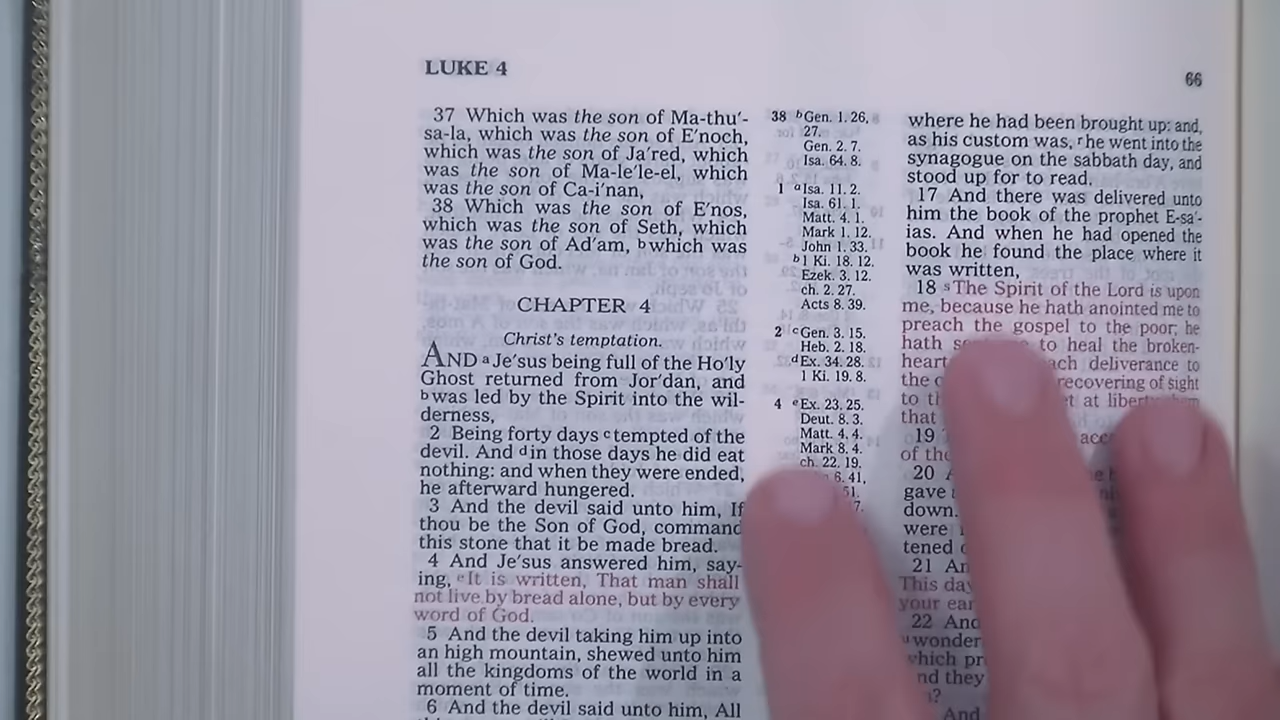 LUKE 4
66
37 Which was the son of Ma-thu′-
sa-la, which was the son of E′noch,
which was the son of Ja′red, which
was the son of Ma-le′le-el, which
was the son of Ca-i′nan,
38 Which was the son of E′nos,
which was the son of Seth, which
was the son of Ad′am, b which was
the son of God.
CHAPTER 4
Christ's temptation.
AND a Je′sus being full of the Ho′ly
Ghost returned from Jor′dan, and
b was led by the Spirit into the wil-
derness,
2 Being forty days c tempted of the
devil. And d in those days he did eat
nothing: and when they were ended,
he afterward hungered.
3 And the devil said unto him, If
thou be the Son of God, command
this stone that it be made bread.
4 And Je′sus answered him, say-
ing, e It is written, That man shall
not live by bread alone, but by every
word of God.
5 And the devil taking him up into
an high mountain, shewed unto him
all the kingdoms of the world in a
moment of time.
6 And the devil said unto him, All
38 b Gen. 1. 26,
27.
Gen. 2. 7.
Isa. 64. 8.
1 a Isa. 11. 2.
Isa. 61. 1.
Matt. 4. 1.
Mark 1. 12.
John 1. 33.
b 1 Ki. 18. 12.
Ezek. 3. 12.
ch. 2. 27.
Acts 8. 39.
2 c Gen. 3. 15.
Heb. 2. 18.
d Ex. 34. 28.
1 Ki. 19. 8.
4 e Ex. 23. 25.
Deut. 8. 3.
Matt. 4. 4.
Mark 8. 4.
ch. 22. 19.
6. 41,
51.
7.
where he had been brought up: and,
as his custom was, r he went into the
synagogue on the sabbath day, and
stood up for to read.
17 And there was delivered unto
him the book of the prophet E-sa′-
ias. And when he had opened the
book he found the place where it
was written,
18 s The Spirit of the Lord is upon
me, because he hath anointed me to
preach the gospel to the poor; he
hath to heal the broken-
heart deliverance to
the recovering of sight
to at liberty them
that
19
of the
20
gave
down.
were
tened
21 An
This day
your ear
22 And
u wonder
which
nd they
And